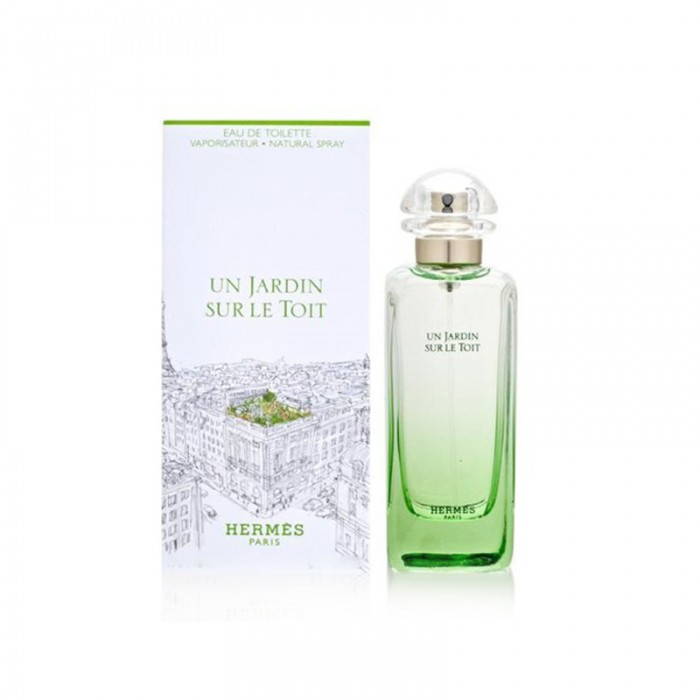 EAU DE TOILETTE
VAPORISATEUR • NATURAL SPRAY
UN JARDIN
SUR LE TOIT
HERMÈS
PARIS
UN JARDIN
SUR LE TOIT
HERMÈS
PARIS